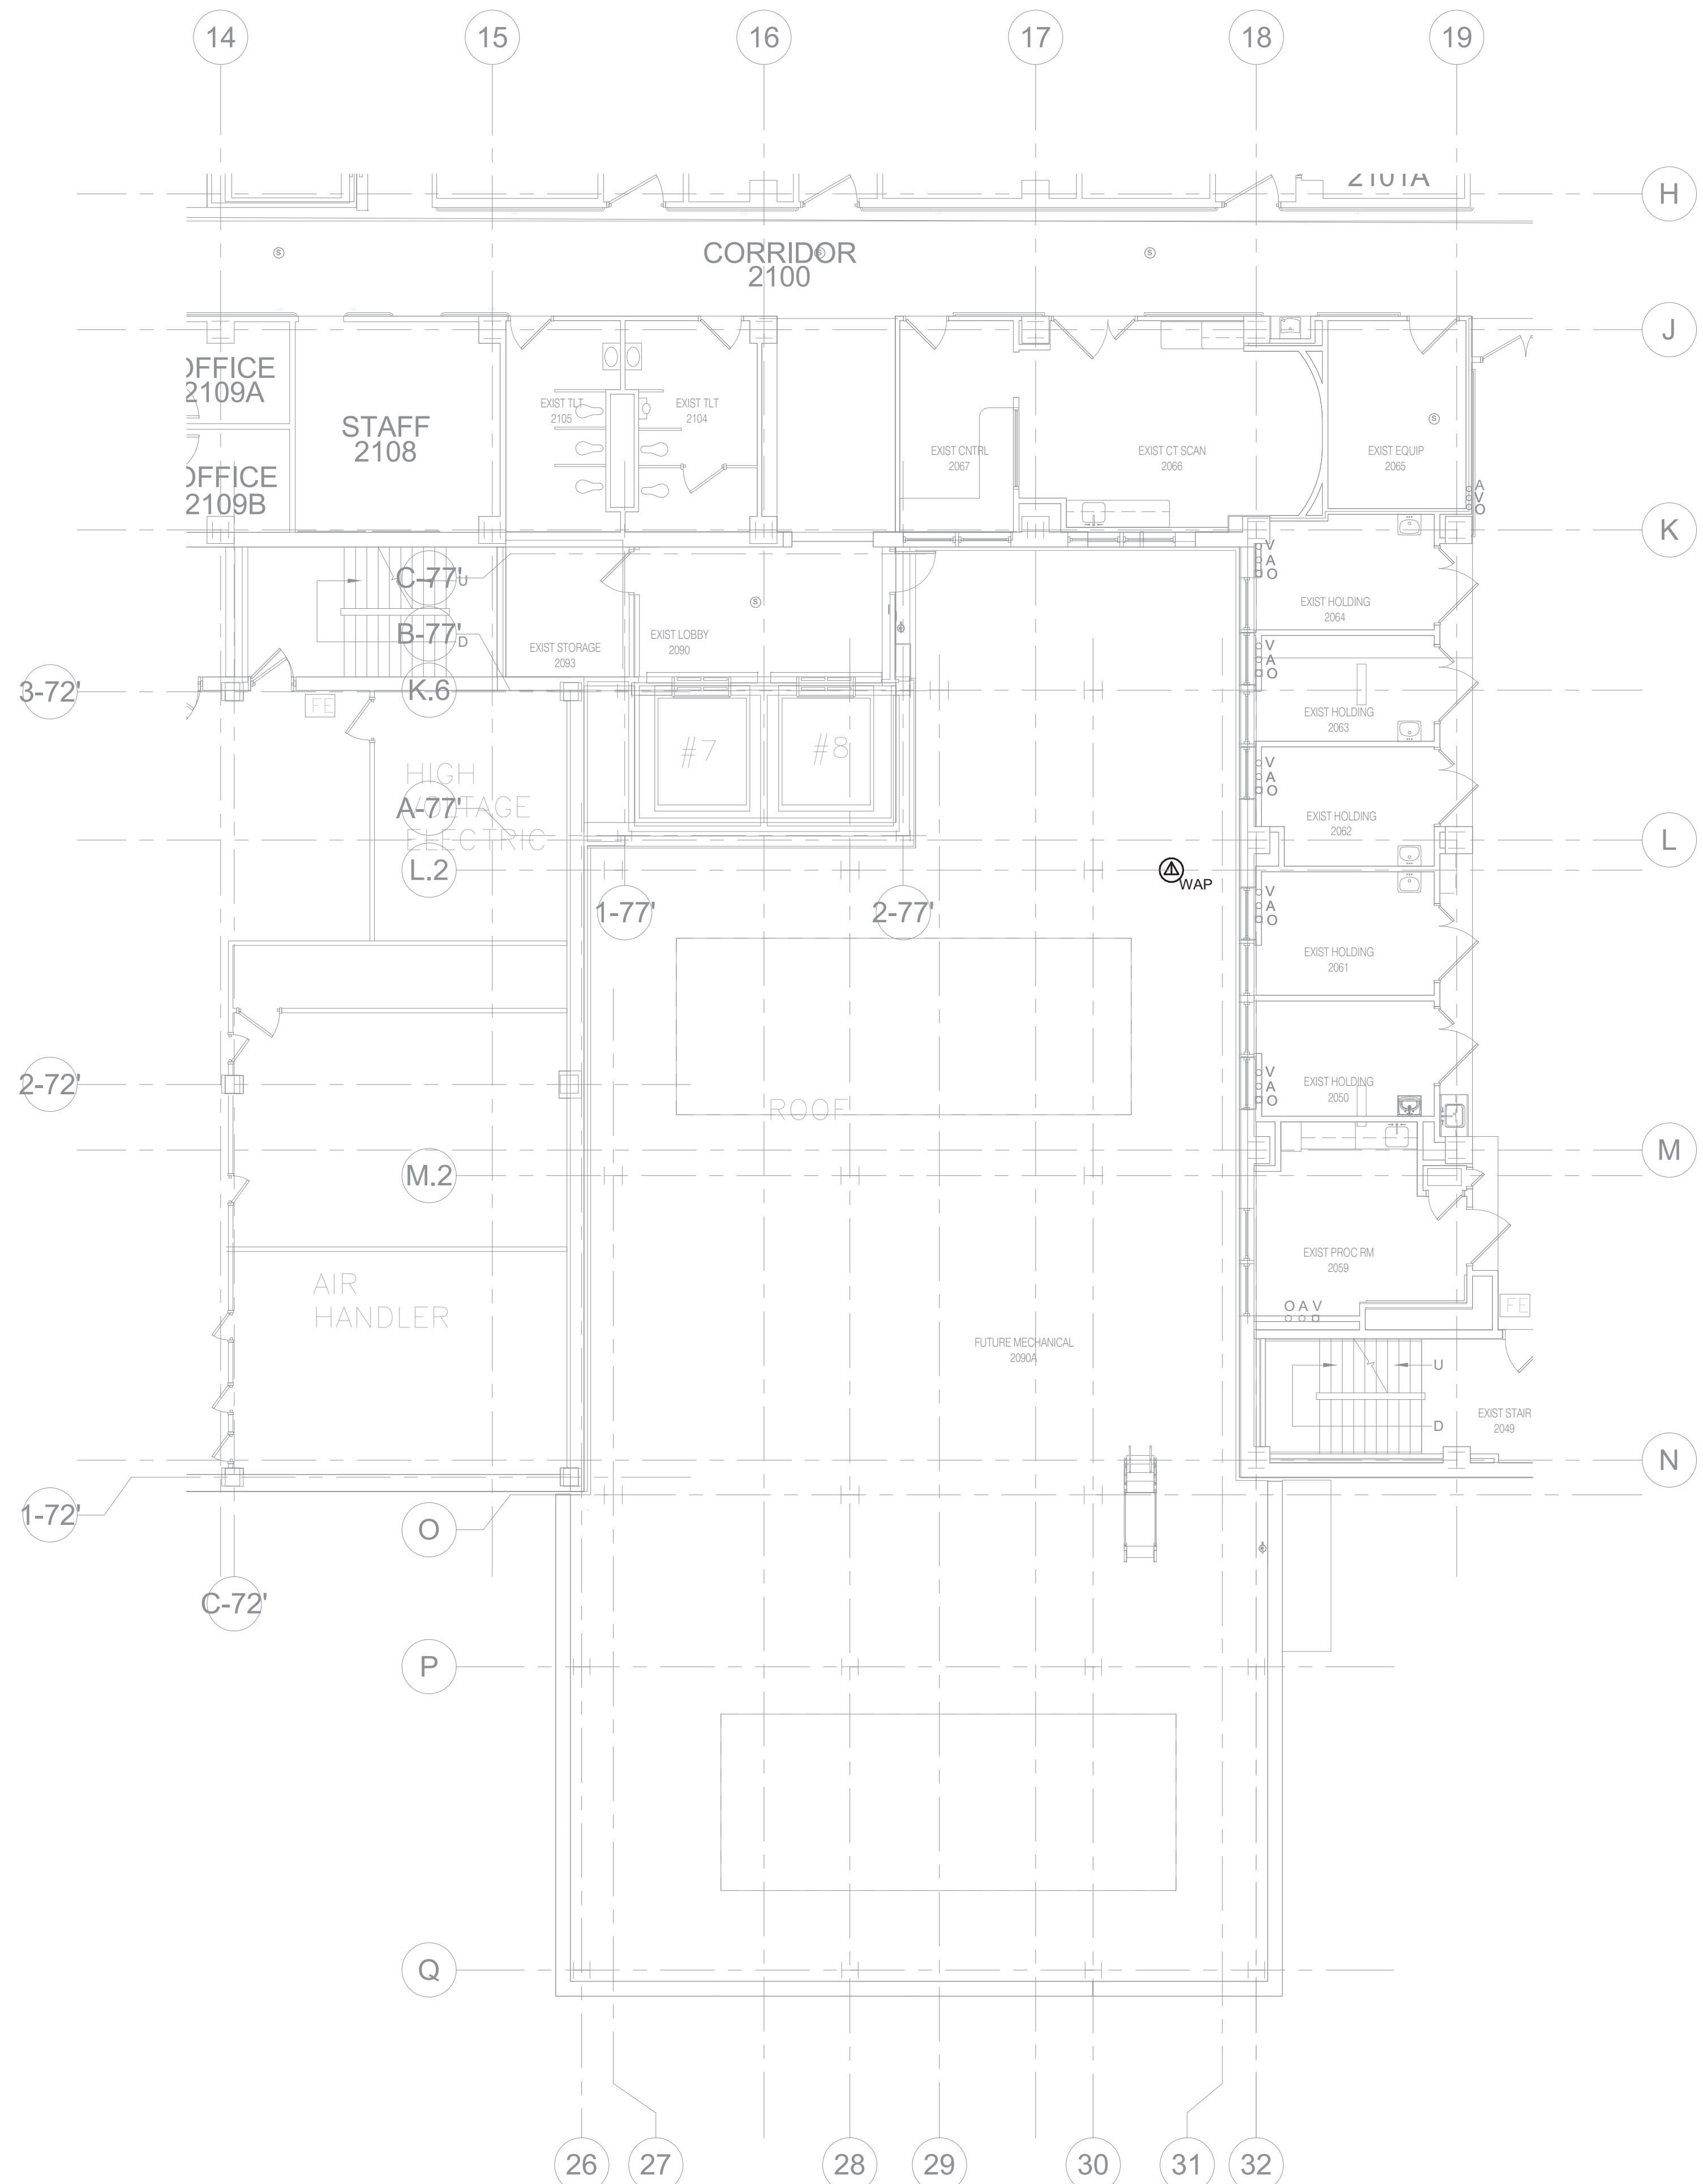 14
15
16
17
18
19
2101A
H
S
S
S
CORRIDOR
2100
J
OFFICE
2109A
STAFF
2108
OFFICE
2109B
EXIST TLT
2105
EXIST TLT
2104
EXIST CNTRL
2067
EXIST CT SCAN
2066
EXIST EQUIP
2065
S
A
V
O
K
C-77'
U
B-77'
D
K.6
EXIST STORAGE
2093
EXIST LOBBY
2090
S
V
A
O
EXIST HOLDING
2064
V
A
O
EXIST HOLDING
2063
3-72'
FE
#7
#8
HIGH
VOLTAGE
ELECTRIC
A-77'
L.2
V
A
O
EXIST HOLDING
2062
L
WAP
1-77'
2-77'
V
A
O
EXIST HOLDING
2061
2-72'
ROOF
V
A
O
EXIST HOLDING
2050
M
M.2
AIR
HANDLER
EXIST PROC RM
2059
O A V
FE
FUTURE MECHANICAL
2090A
U
D
EXIST STAIR
2049
N
1-72'
O
C-72'
P
Q
26
27
28
29
30
31
32